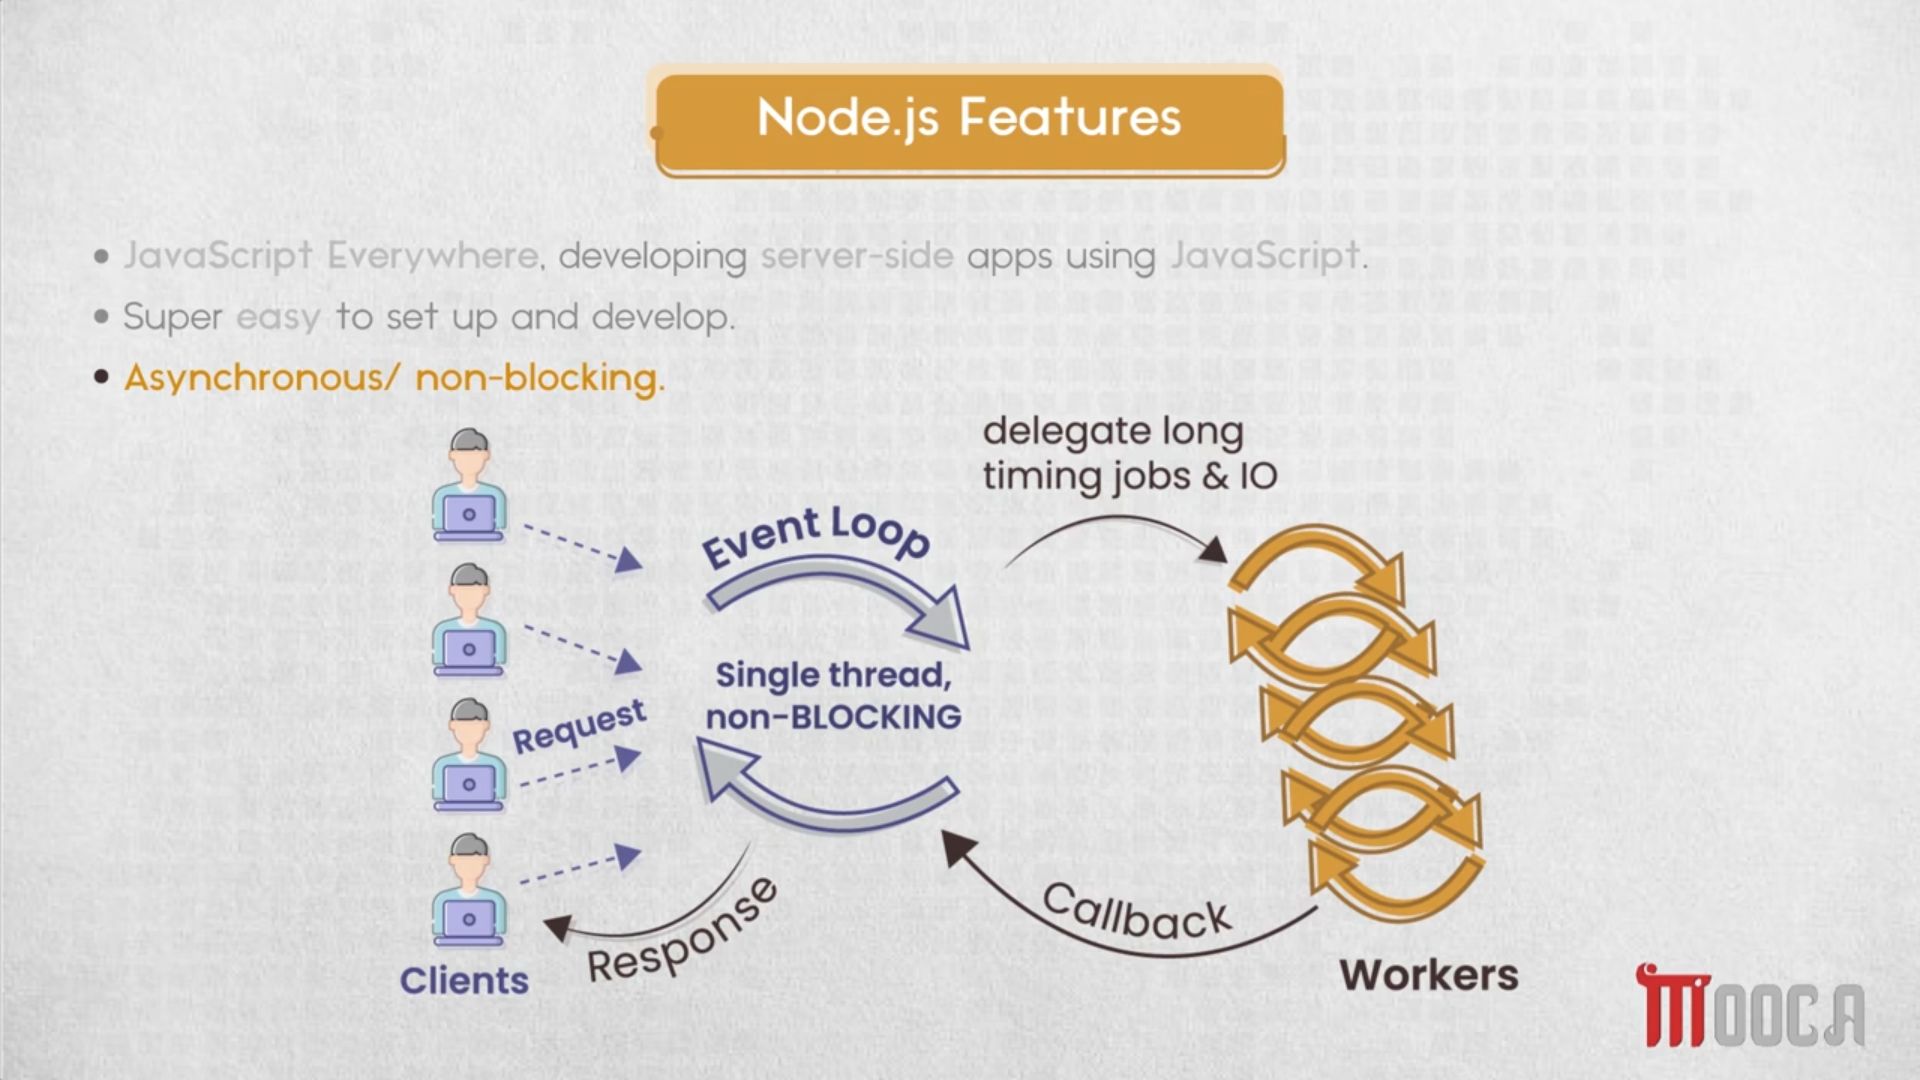 Node.js Features
• JavaScript Everywhere, developing server-side apps using JavaScript.
• Super easy to set up and develop.
• Asynchronous/ non-blocking.
delegate long
timing jobs & IO
Event Loop
Single thread,
non-BLOCKING
Request
Response
Callback
Clients
Workers
MOOCA